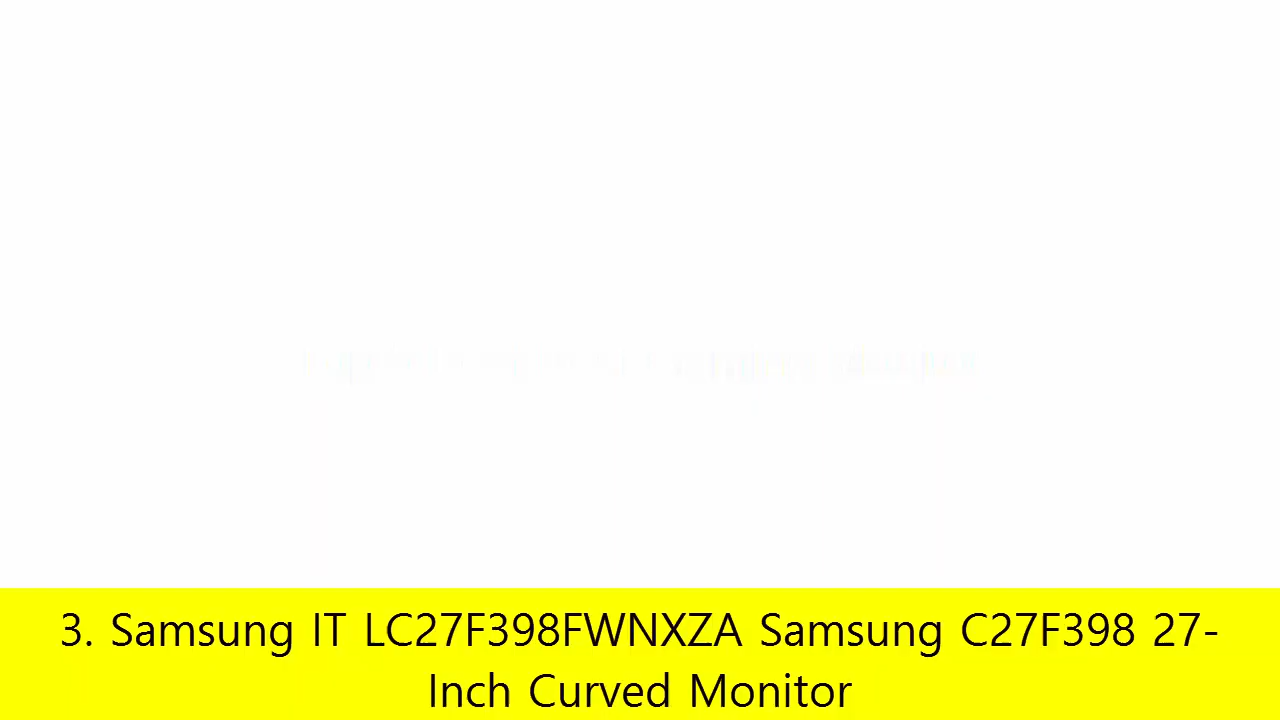 3. Samsung IT LC27F398FWNXZA Samsung C27F398 27-
Inch Curved Monitor